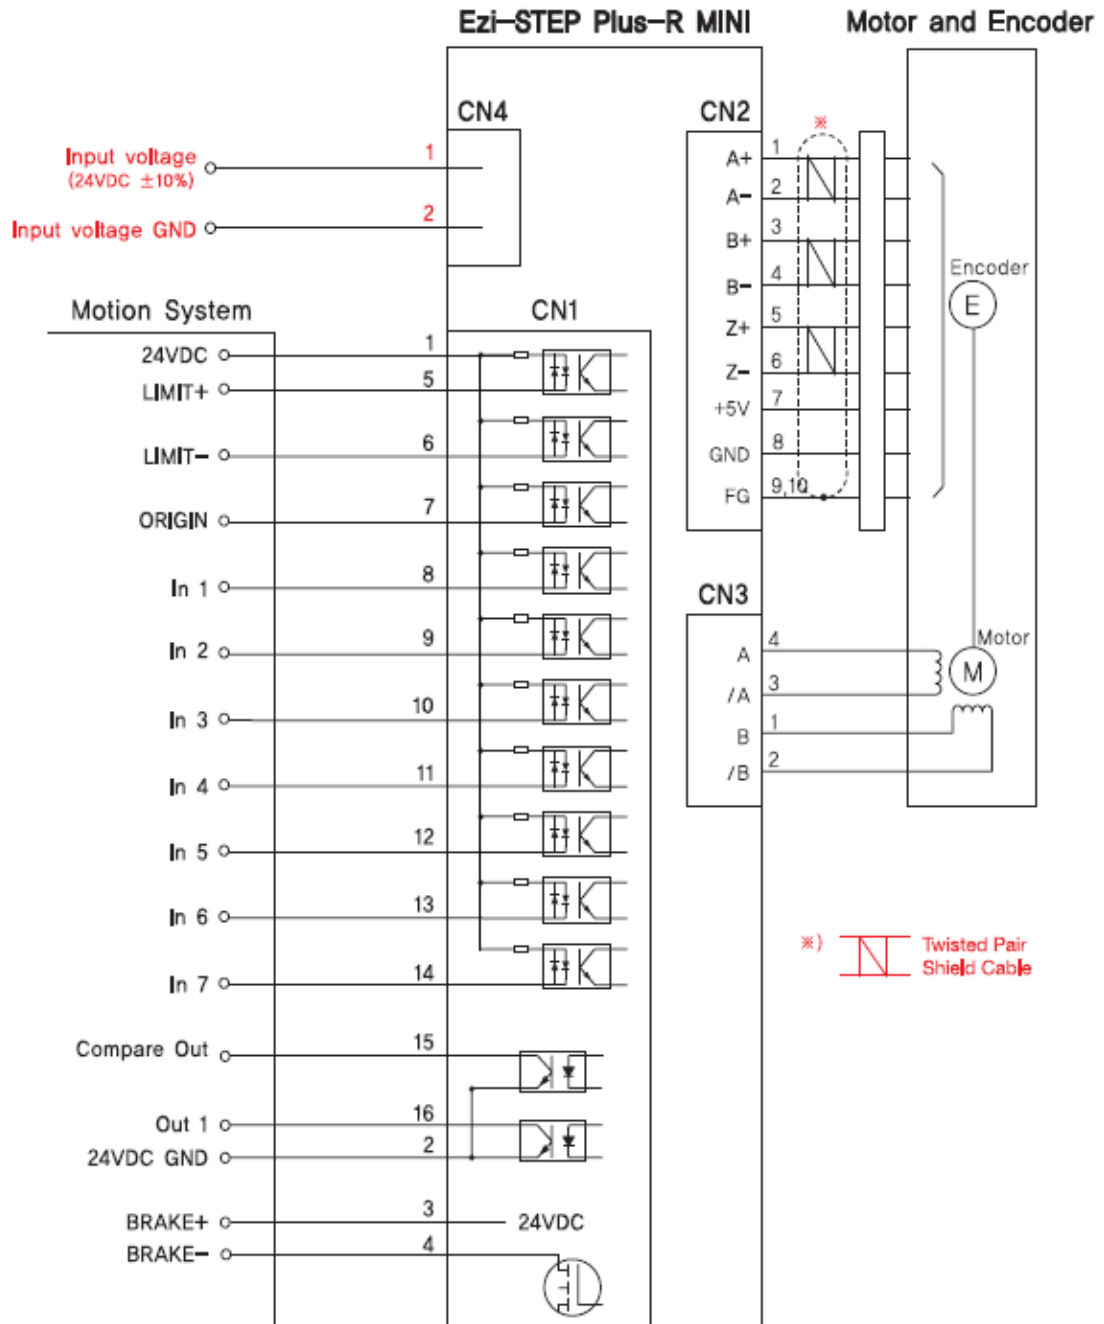 Ezi-STEP Plus-R MINI
Motor and Encoder
CN4
Input voltage
(24VDC ±10%)
1
Input voltage GND
2
CN2
※
A+ 1
A- 2
B+ 3
B- 4
Z+ 5
Z- 6
+5V 7
GND 8
FG 9,10
Encoder
E
Motion System
CN1
24VDC 1
LIMIT+ 5
LIMIT- 6
ORIGIN 7
In 1 8
In 2 9
In 3 10
In 4 11
In 5 12
In 6 13
In 7 14
Compare Out 15
Out 1 16
24VDC GND 2
BRAKE+ 3 24VDC
BRAKE- 4
CN3
A 4
/A 3
B 1
/B 2
Motor
M
※) Twisted Pair
Shield Cable